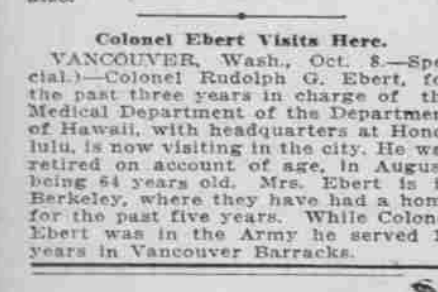 Colonel Ebert Visits Here.
VANCOUVER, Wash., Oct. 8.—Spe
cial.)—Colonel Rudolph G. Ebert, fo
the past three years in charge of th
Medical Department of the Departmen
of Hawaii, with headquarters at Hono
lulu, is now visiting in the city. He wa
retired on account of age, in Augus
being 64 years old. Mrs. Ebert is i
Berkeley, where they have had a hom
for the past five years. While Colon
Ebert was in the Army he served
years in Vancouver Barracks.